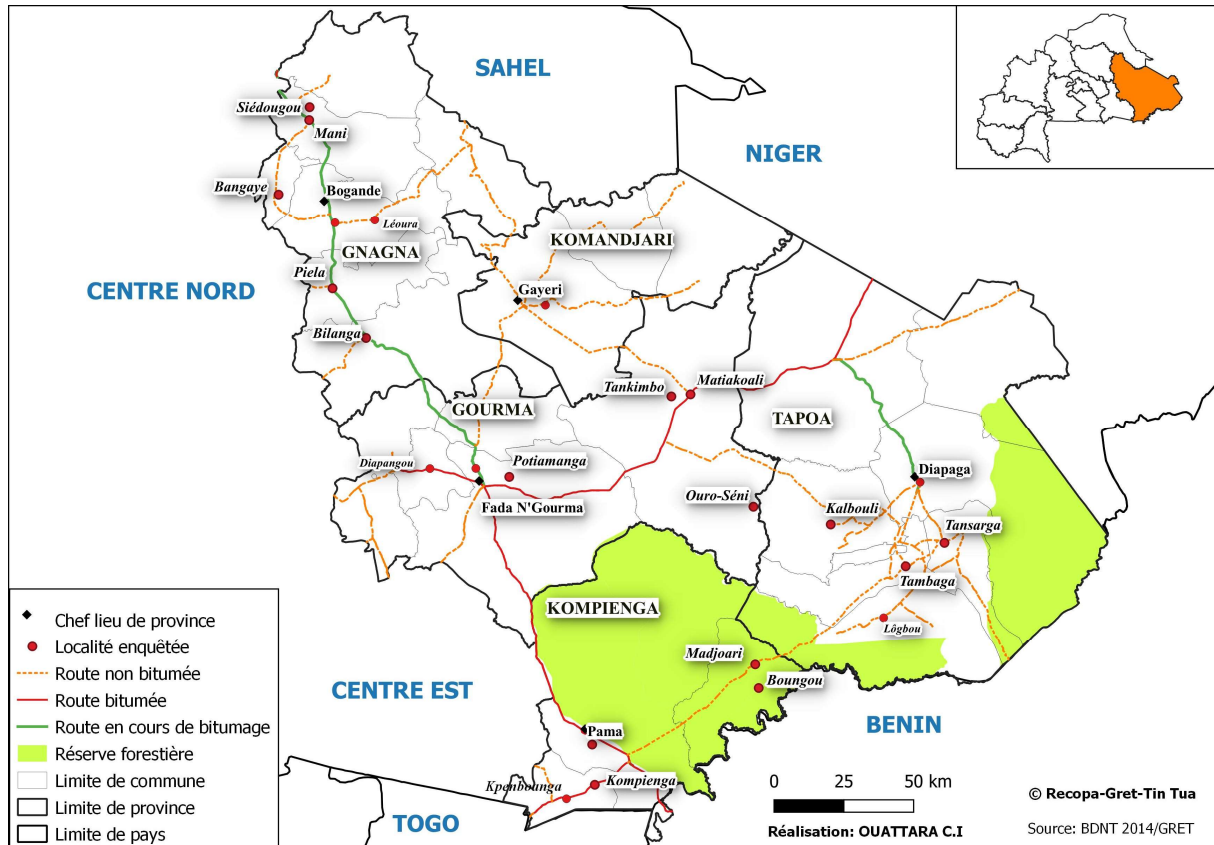 SAHEL
NIGER
Siédougou
Mani
Bangaye
Bogande
Léoura
GNAGNA
KOMANDJARI
CENTRE NORD
Piela
Gayeri
Bilanga
Tankimbo
Matiakoali
GOURMA
TAPOA
Diapangou
Potiamanga
Diapaga
Fada N'Gourma
Ouro-Séni
Kalbouli
Tansarga
Tambaga
KOMPIENGA
Lôgbou
Madjoari
Boungou
CENTRE EST
Pama
BENIN
Kpenbounga
Kompienga
TOGO
Chef lieu de province
Localité enquêtée
Route non bitumée
Route bitumée
Route en cours de bitumage
Réserve forestière
Limite de commune
Limite de province
Limite de pays
0 25 50 km
Réalisation: OUATTARA C.I
© Recopa-Gret-Tin Tua
Source: BDNT 2014/GRET